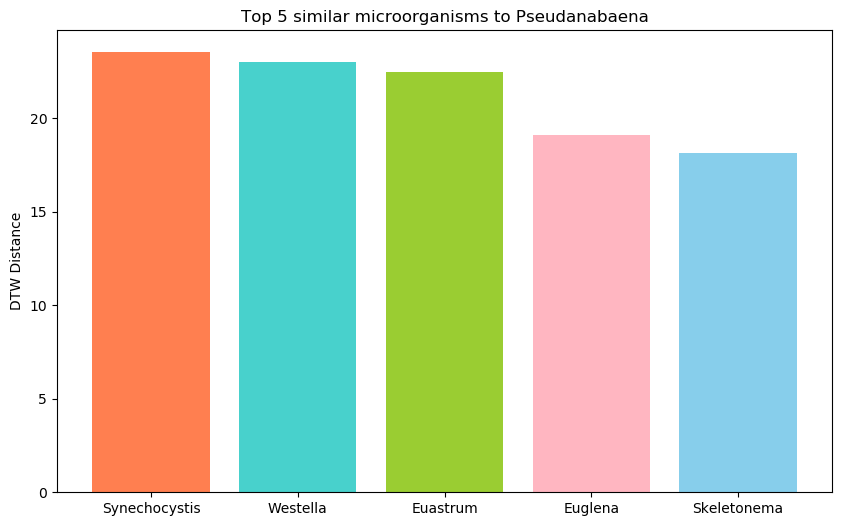 Top 5 similar microorganisms to Pseudanabaena
DTW Distance
20
15
10
5
0
Synechocystis
Westella
Euastrum
Euglena
Skeletonema